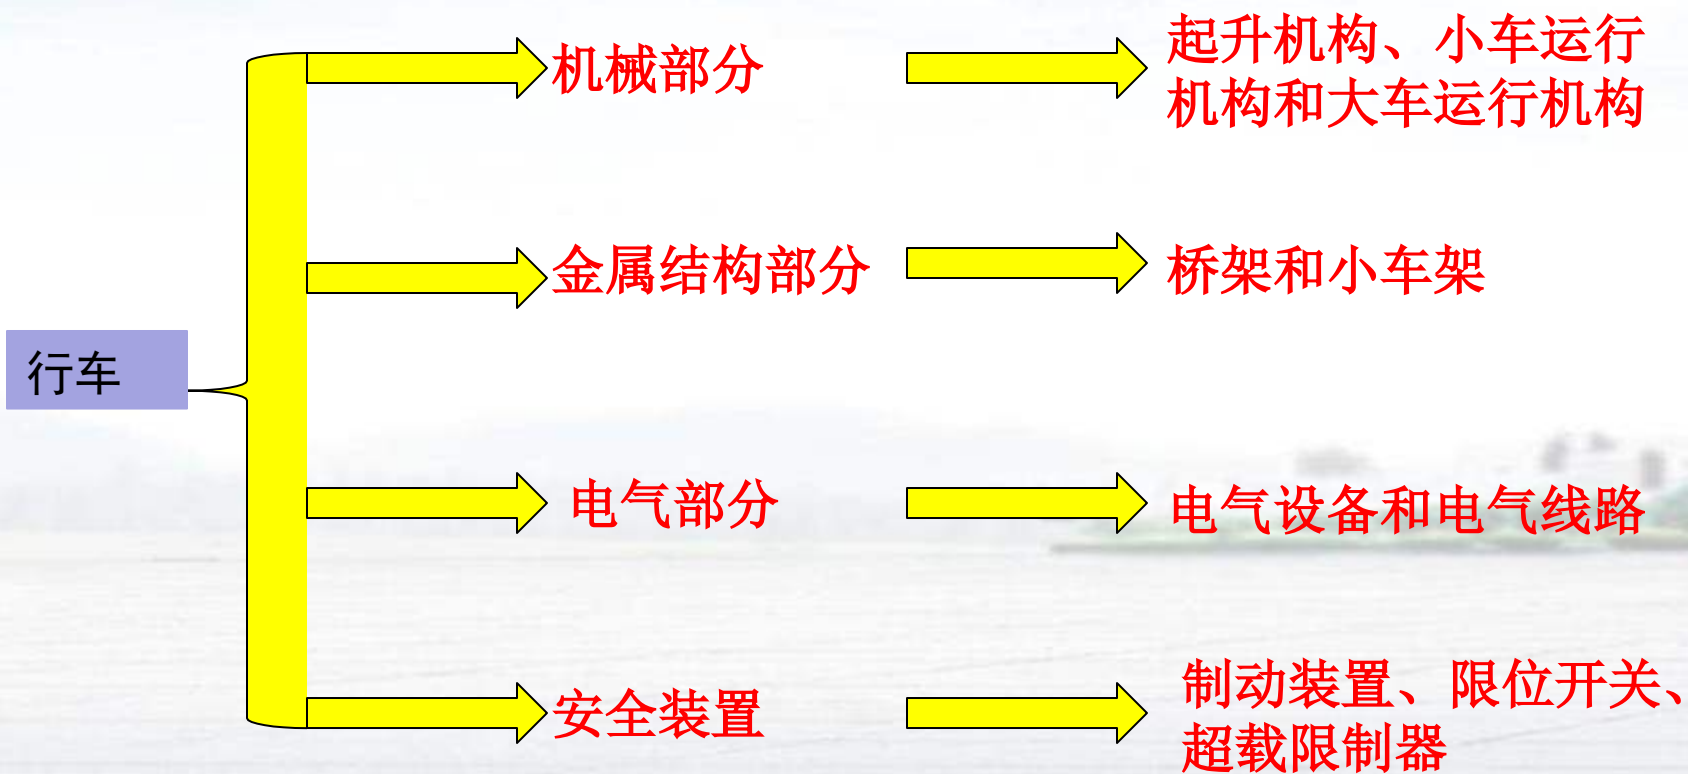 机械部分
起升机构、小车运行
机构和大车运行机构
金属结构部分
桥架和小车架
行车
电气部分
电气设备和电气线路
安全装置
制动装置、限位开关、
超载限制器